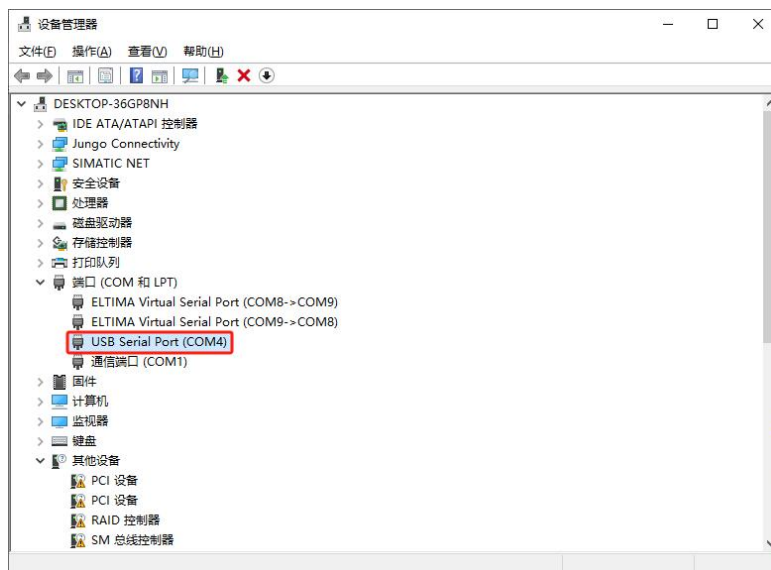 设备管理器
文件(F) 操作(A) 查看(V) 帮助(H)
DESKTOP-36GP8NH
IDE ATA/ATAPI 控制器
Jungo Connectivity
SIMATIC NET
安全设备
处理器
磁盘驱动器
存储控制器
打印队列
端口 (COM 和 LPT)
ELTIMA Virtual Serial Port (COM8->COM9)
ELTIMA Virtual Serial Port (COM9->COM8)
USB Serial Port (COM4)
通信端口 (COM1)
固件
计算机
监视器
键盘
其他设备
PCI 设备
PCI 设备
RAID 控制器
SM 总线控制器